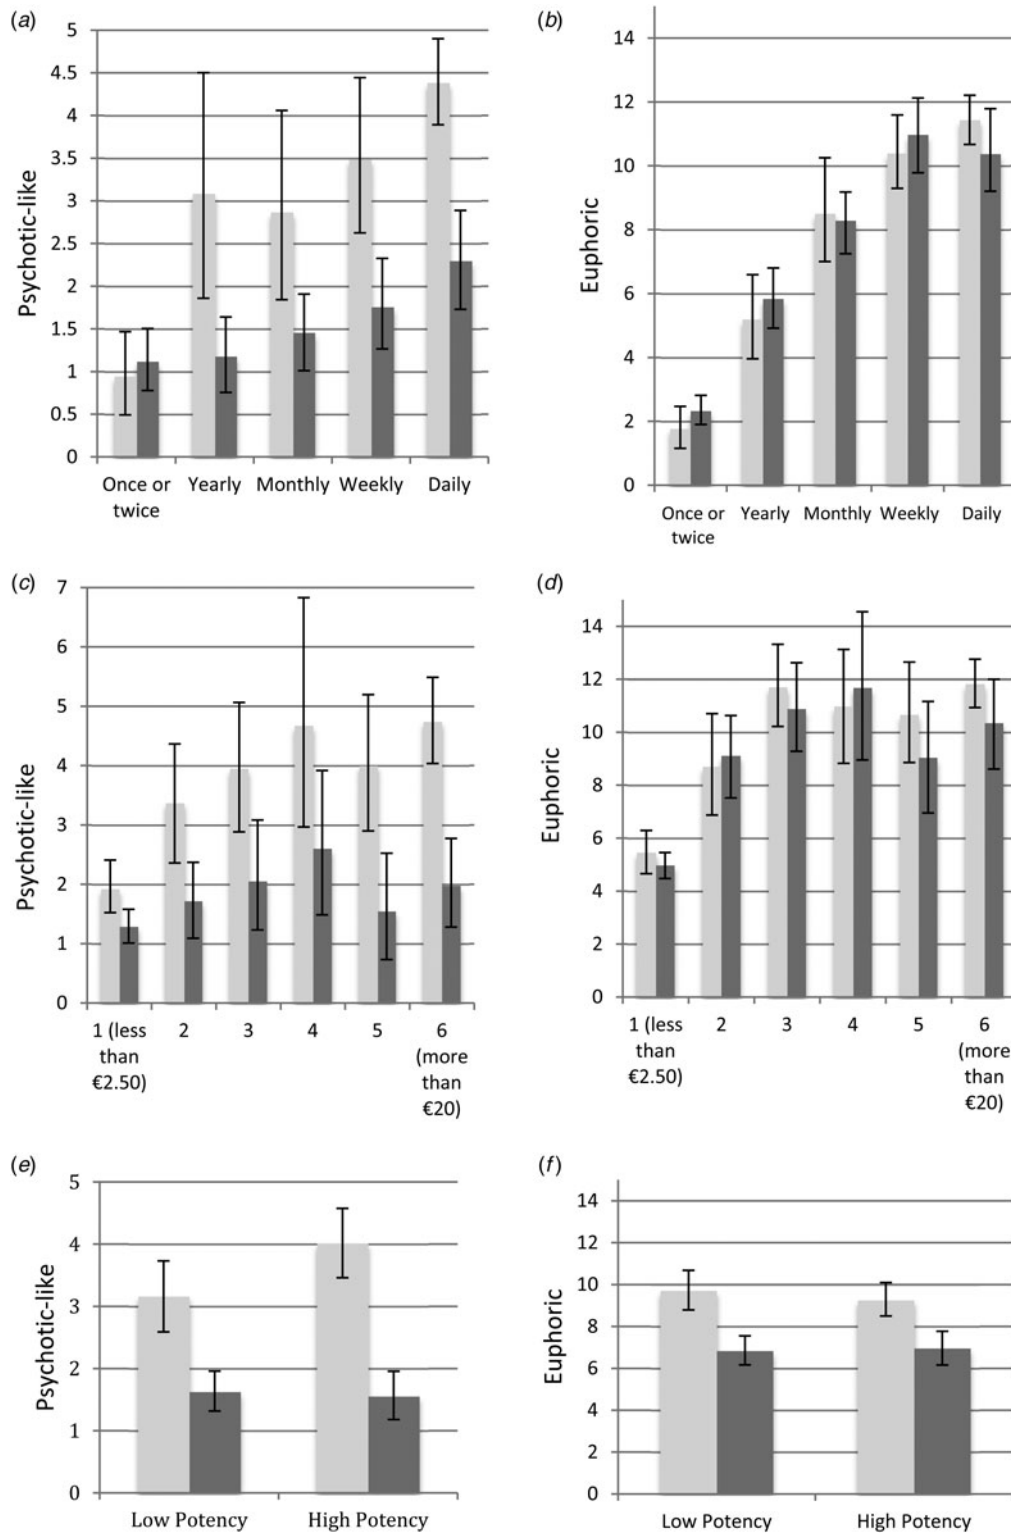 (a)
Psychotic-like
5
4.5
4
3.5
3
2.5
2
1.5
1
0.5
0
Once or twice
Yearly
Monthly
Weekly
Daily
(b)
Euphoric
14
12
10
8
6
4
2
0
Once or twice
Yearly
Monthly
Weekly
Daily
(c)
Psychotic-like
7
6
5
4
3
2
1
0
1 (less than €2.50)
2
3
4
5
6 (more than €20)
(d)
Euphoric
14
12
10
8
6
4
2
0
1 (less than €2.50)
2
3
4
5
6 (more than €20)
(e)
Psychotic-like
5
4
3
2
1
0
Low Potency
High Potency
(f)
Euphoric
14
12
10
8
6
4
2
0
Low Potency
High Potency